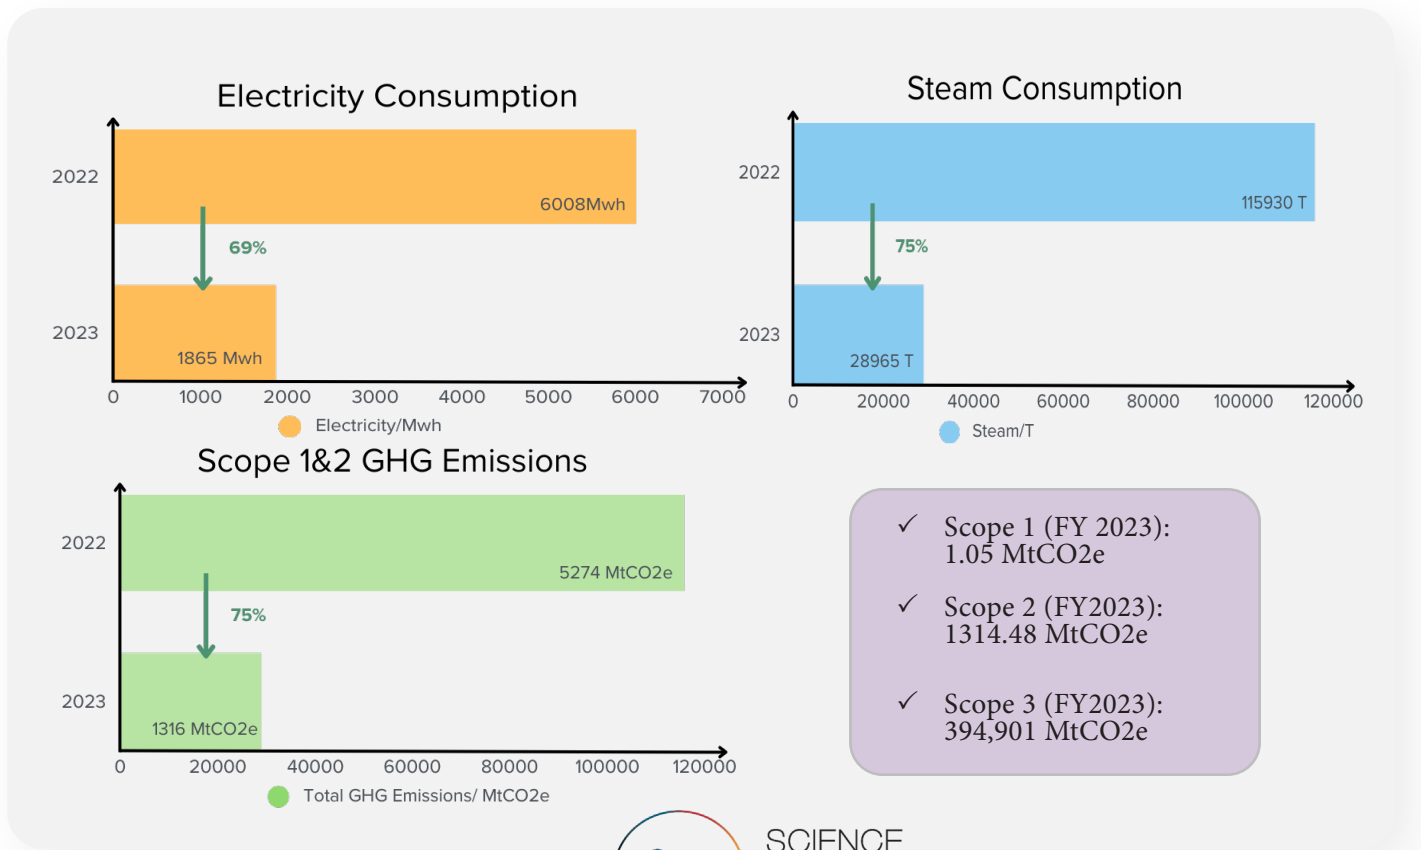 Electricity Consumption
2022
6008Mwh
69%
2023
1865 Mwh
0 1000 2000 3000 4000 5000 6000 7000
Electricity/Mwh
Steam Consumption
2022
115930 T
75%
2023
28965 T
0 20000 40000 60000 80000 100000 120000
Steam/T
Scope 1&2 GHG Emissions
2022
5274 MtCO2e
75%
2023
1316 MtCO2e
0 20000 40000 60000 80000 100000 120000
Total GHG Emissions/ MtCO2e
✓ Scope 1 (FY 2023):
1.05 MtCO2e
✓ Scope 2 (FY2023):
1314.48 MtCO2e
✓ Scope 3 (FY2023):
394,901 MtCO2e
SCIENCE